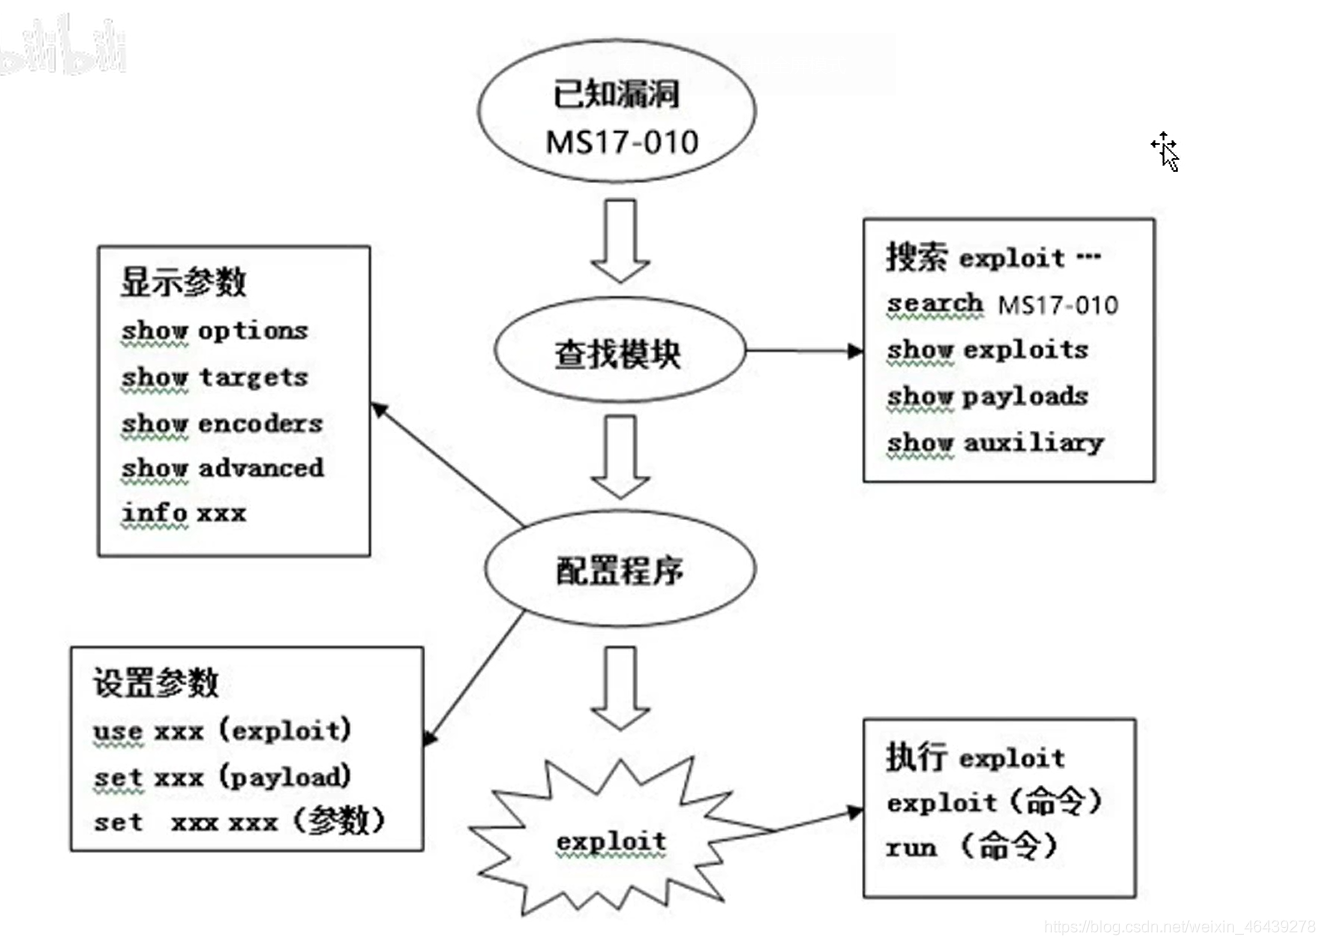 bilibili
已知漏洞
MS17-010
显示参数
show options
show targets
show encoders
show advanced
info xxx
查找模块
搜索 exploit ···
search MS17-010
show exploits
show payloads
show auxiliary
配置程序
设置参数
use xxx (exploit)
set xxx (payload)
set xxx xxx（参数）
exploit
执行 exploit
exploit（命令）
run （命令）
https://blog.csdn.net/weixin_46439278